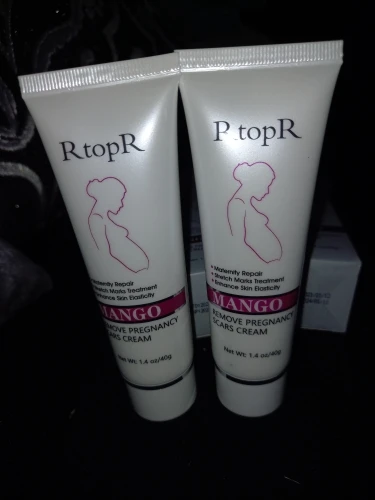 RtopR
Maternity Repair
Stretch Marks Treatment
Enhance Skin Elasticity
MANGO
REMOVE PREGNANCY
SCARS CREAM
Net Wt: 1.4 oz/40g
P topR
• Maternity Repair
• Stretch Marks Treatment
• Enhance Skin Elasticity
MANGO
REMOVE PREGNANCY
SCARS CREAM
Net Wt: 1.4 oz/40g